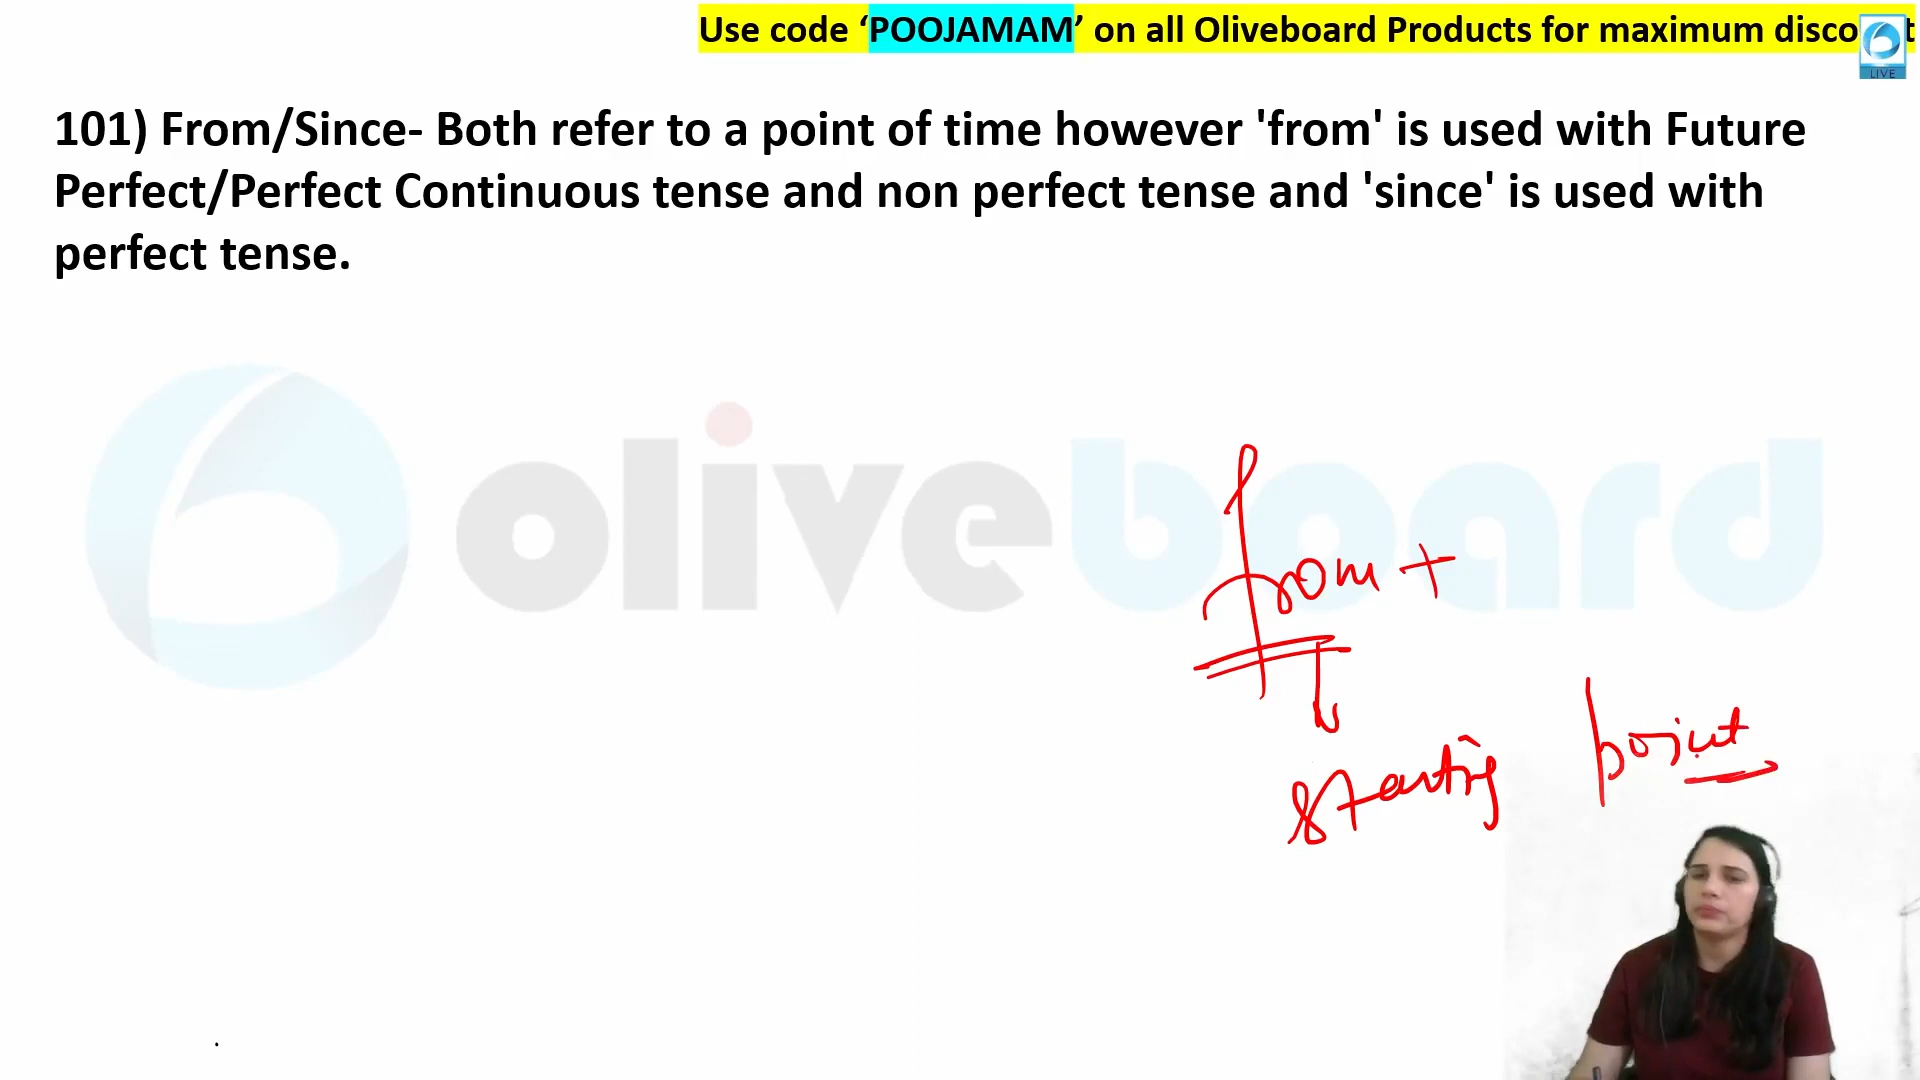 Use code ‘POOJAMAM’ on all Oliveboard Products for maximum disco t
LIVE
101) From/Since- Both refer to a point of time however 'from' is used with Future
Perfect/Perfect Continuous tense and non perfect tense and 'since' is used with
perfect tense.
oliveboard
from +
starting point